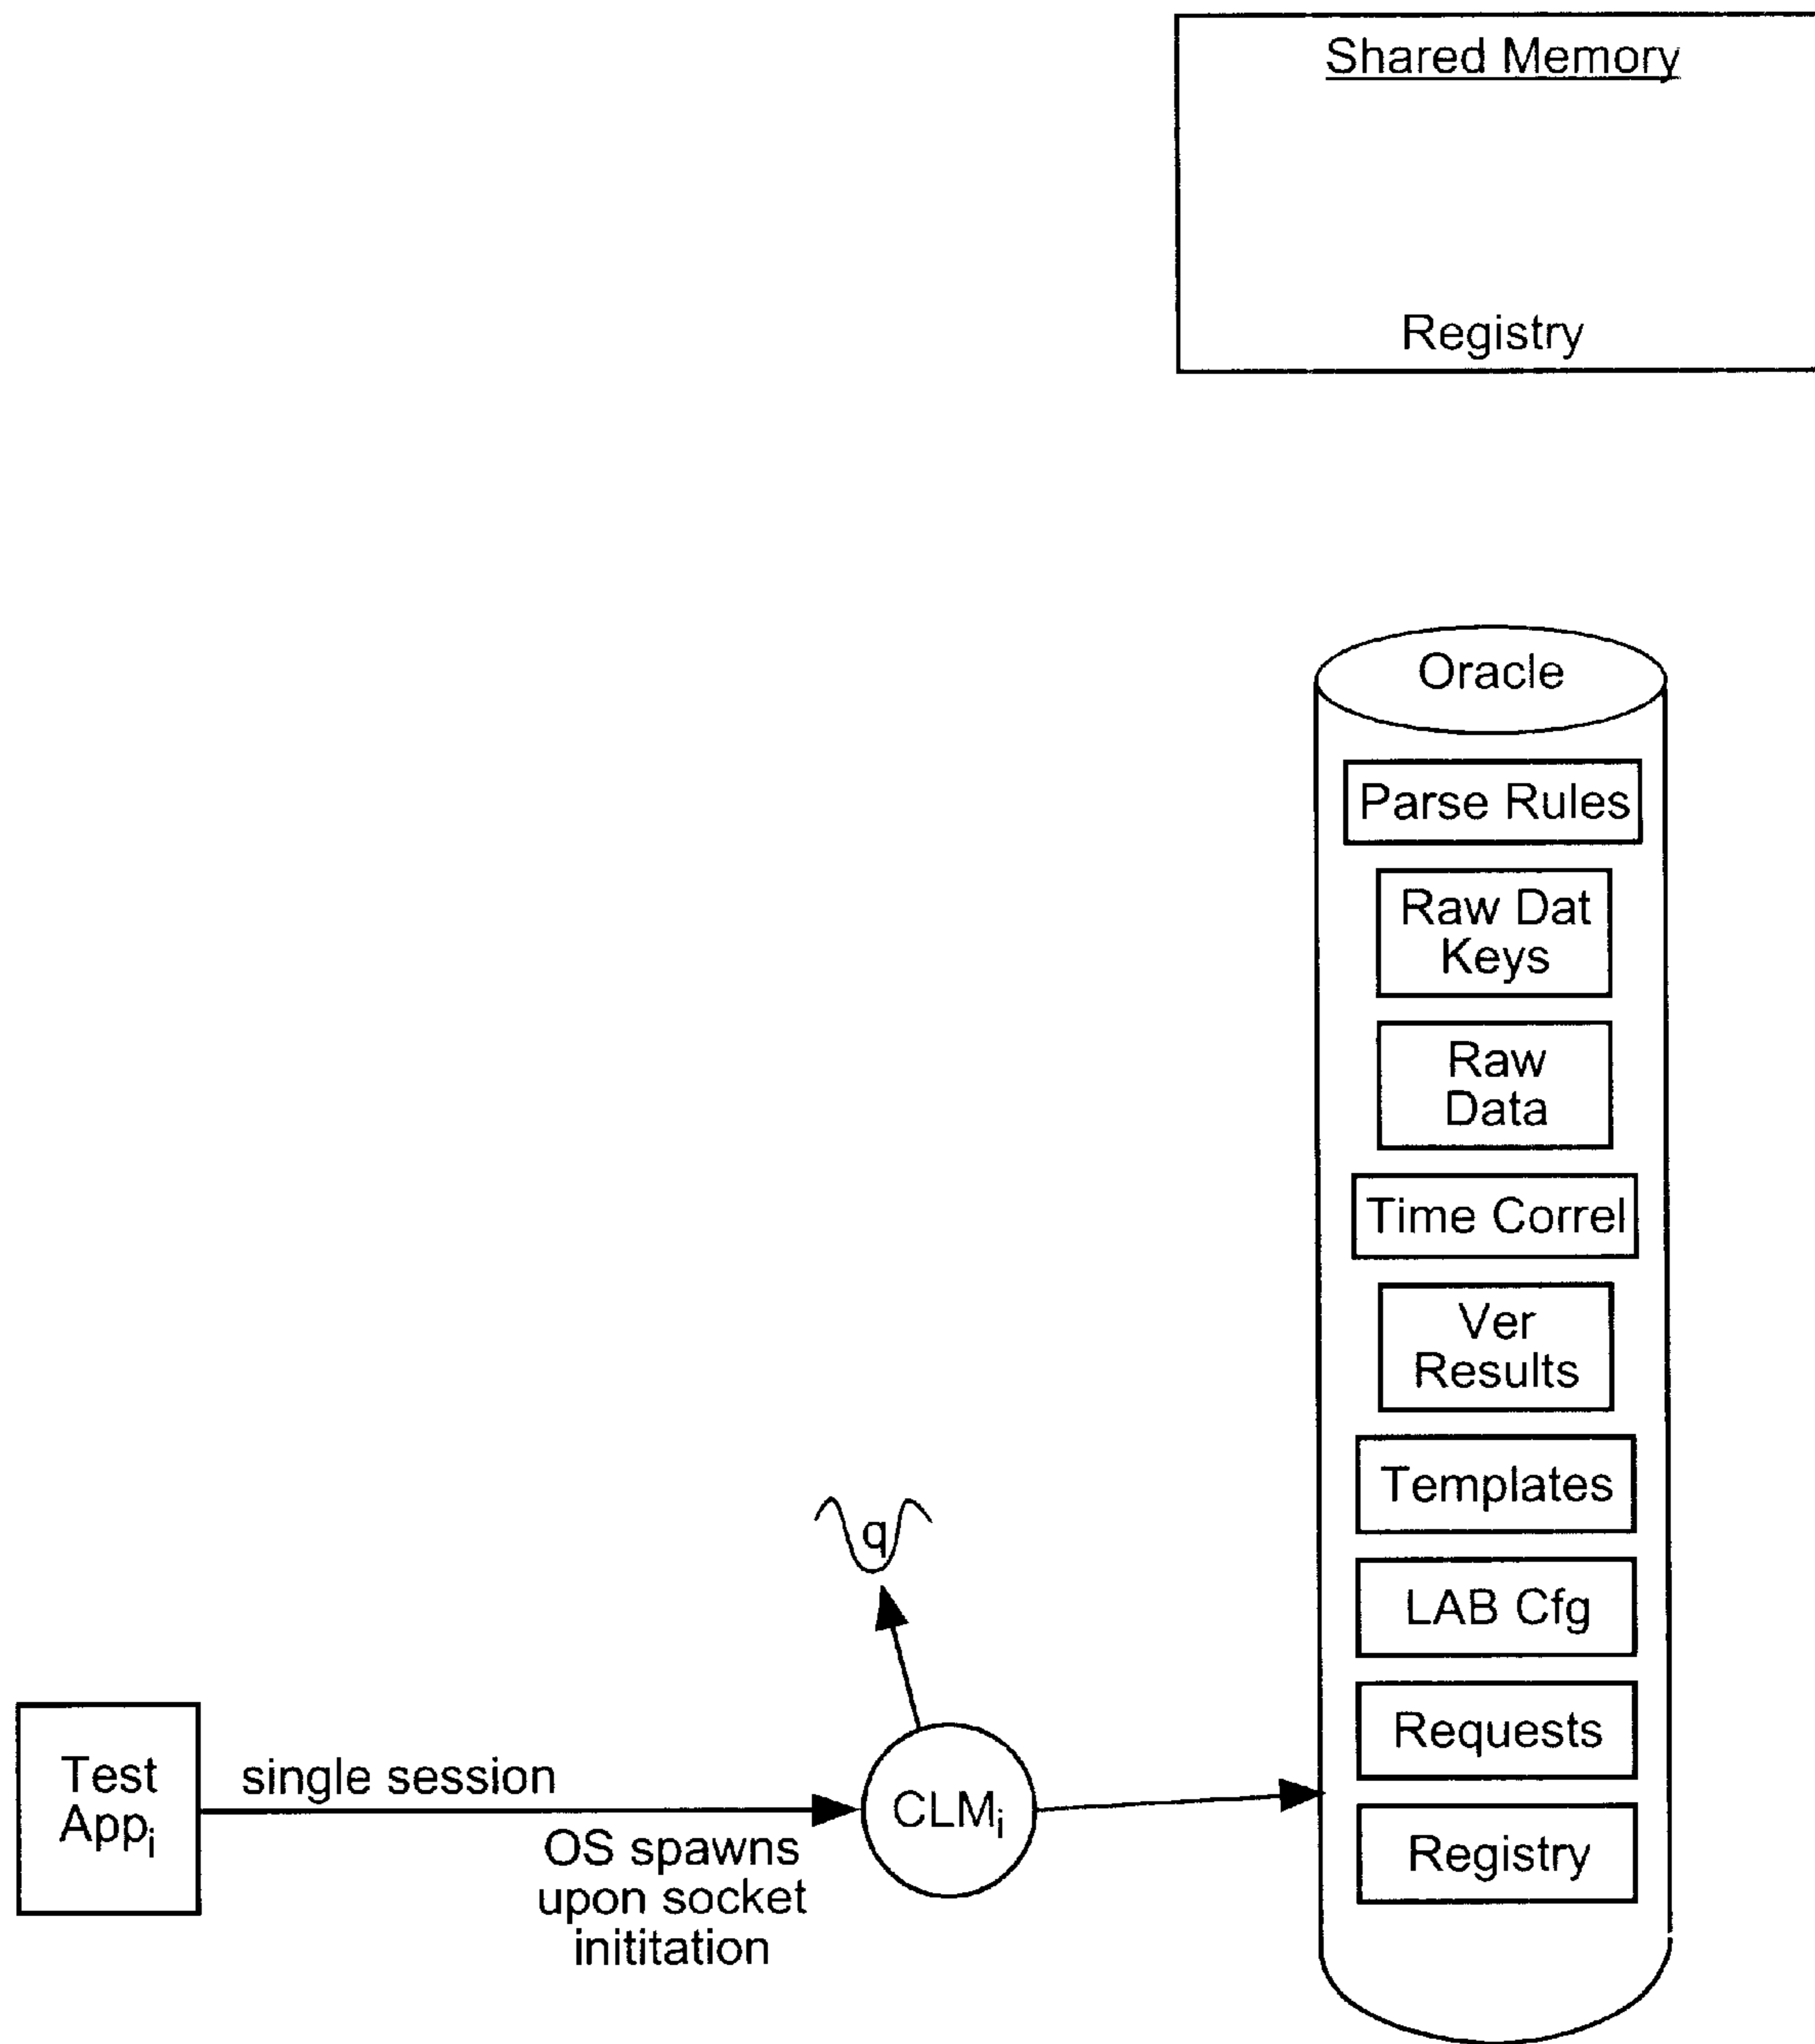 Shared Memory
Registry
Oracle
Parse Rules
Raw Dat
Keys
Raw
Data
Time Correl
Ver
Results
Templates
LAB Cfg
Requests
Registry
q
Test
Appi
single session
OS spawns
upon socket
inititation
CLMi